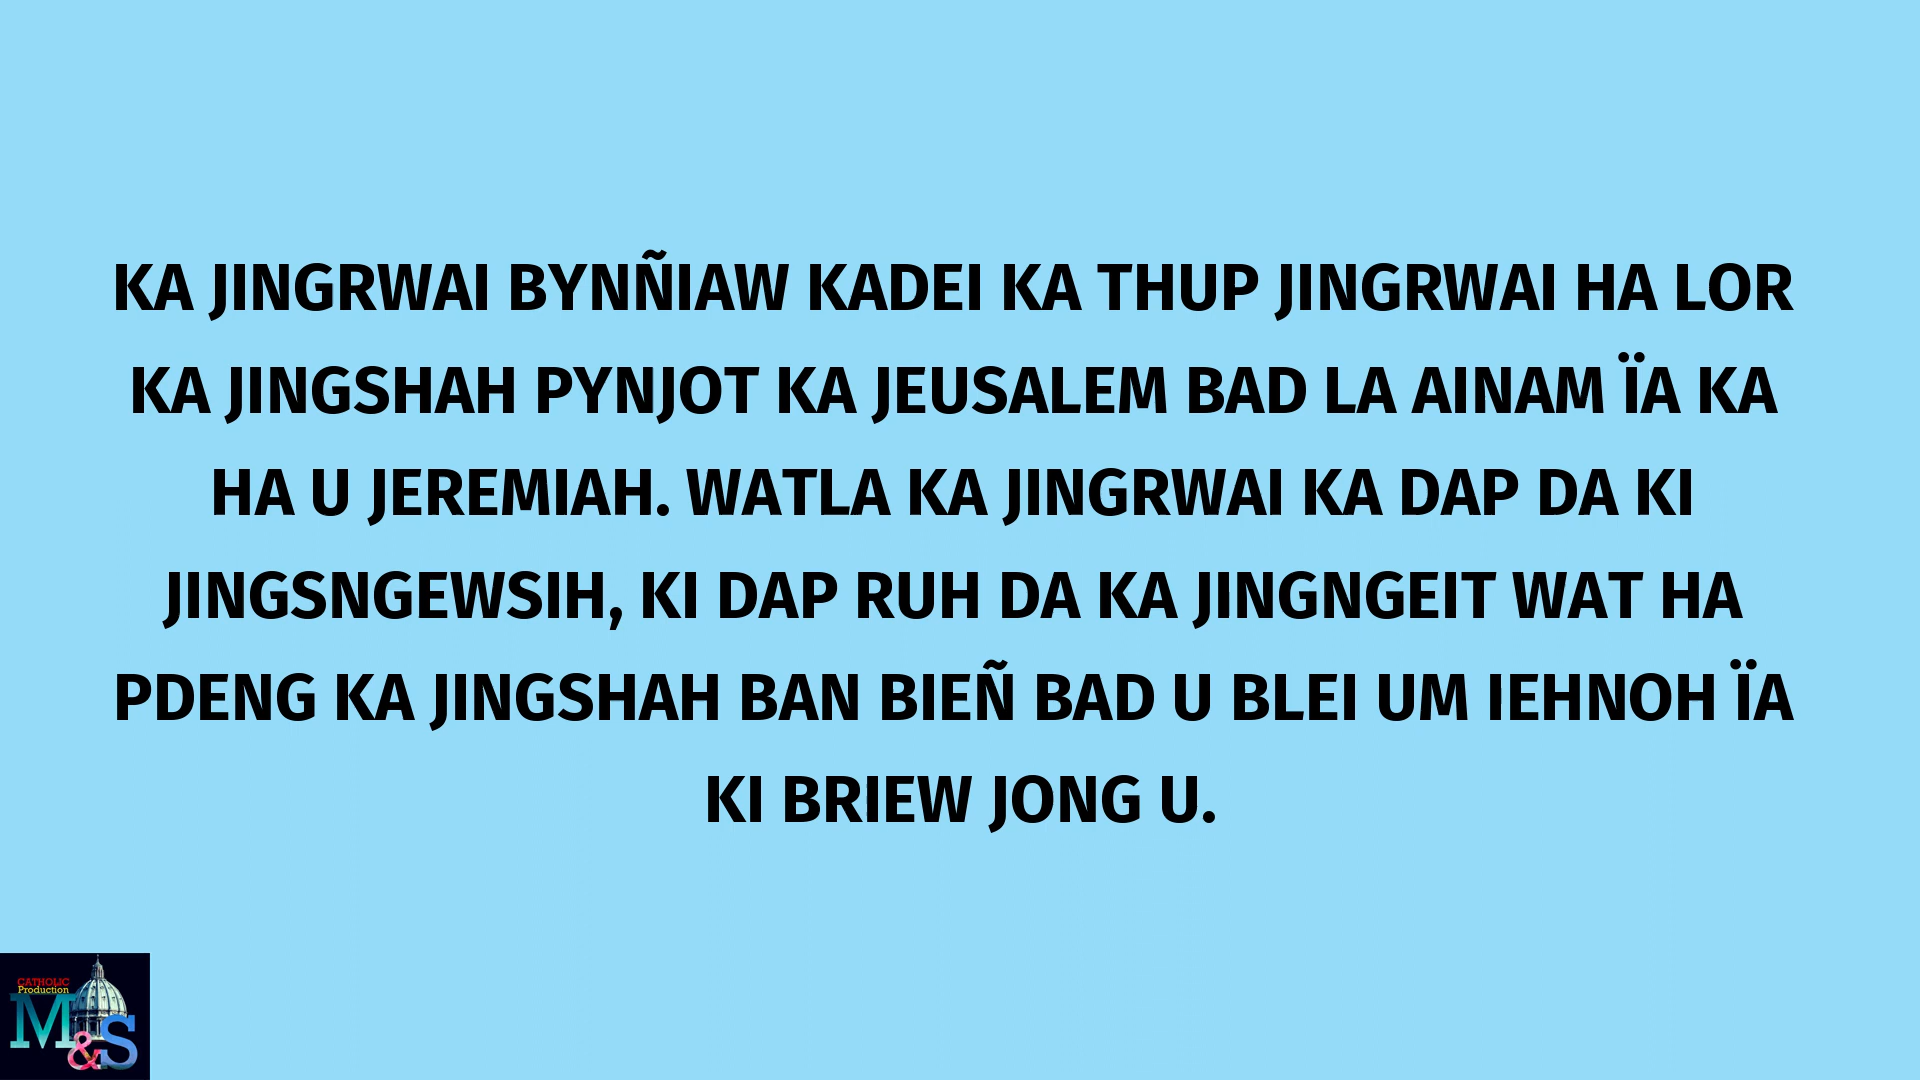 KA JINGRWAI BYNÑIAW KADEI KA THUP JINGRWAI HA LOR
KA JINGSHAH PYNJOT KA JEUSALEM BAD LA AINAM ÏA KA
HA U JEREMIAH. WATLA KA JINGRWAI KA DAP DA KI
JINGSNGEWSIH, KI DAP RUH DA KA JINGNGEIT WAT HA
PDENG KA JINGSHAH BAN BIEÑ BAD U BLEI UM IEHNOH ÏA
KI BRIEW JONG U.
CATHOLIC
Production
M&S